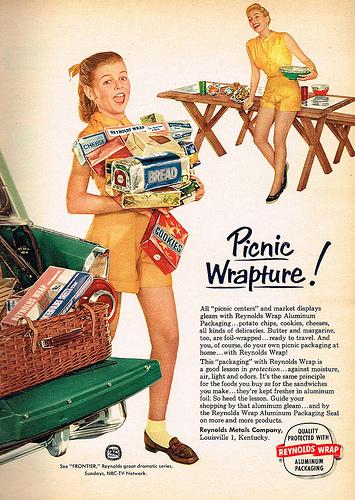 CHEESE
REYNOLDS WRAP
BREAD
COOKIES
REYNOLDS WRAP
Picnic
Wrapture!
All "picnic centers" and market displays
gleam with Reynolds Wrap Aluminum
Packaging...potato chips, cookies, cheeses,
all kinds of delicacies. Butter and margarine,
too, are foil-wrapped...ready to travel. And
you, of course, do your own picnic packaging at
home...with Reynolds Wrap!
This "packaging" with Reynolds Wrap is
a good lesson in protection...against moisture,
air, light and odors. It's the same principle
for the foods you buy as for the sandwiches
you make...they're kept fresher in aluminum
foil. So heed the lesson. Guide your
shopping by that aluminum gleam...and by
the Reynolds Wrap Aluminum Packaging Seal
on more and more products.
Reynolds Metals Company,
Louisville 1, Kentucky.
QUALITY
PROTECTED WITH
REYNOLDS WRAP
ALUMINUM
PACKAGING
See "FRONTIER," Reynolds great dramatic series,
Sundays, NBC-TV Network.